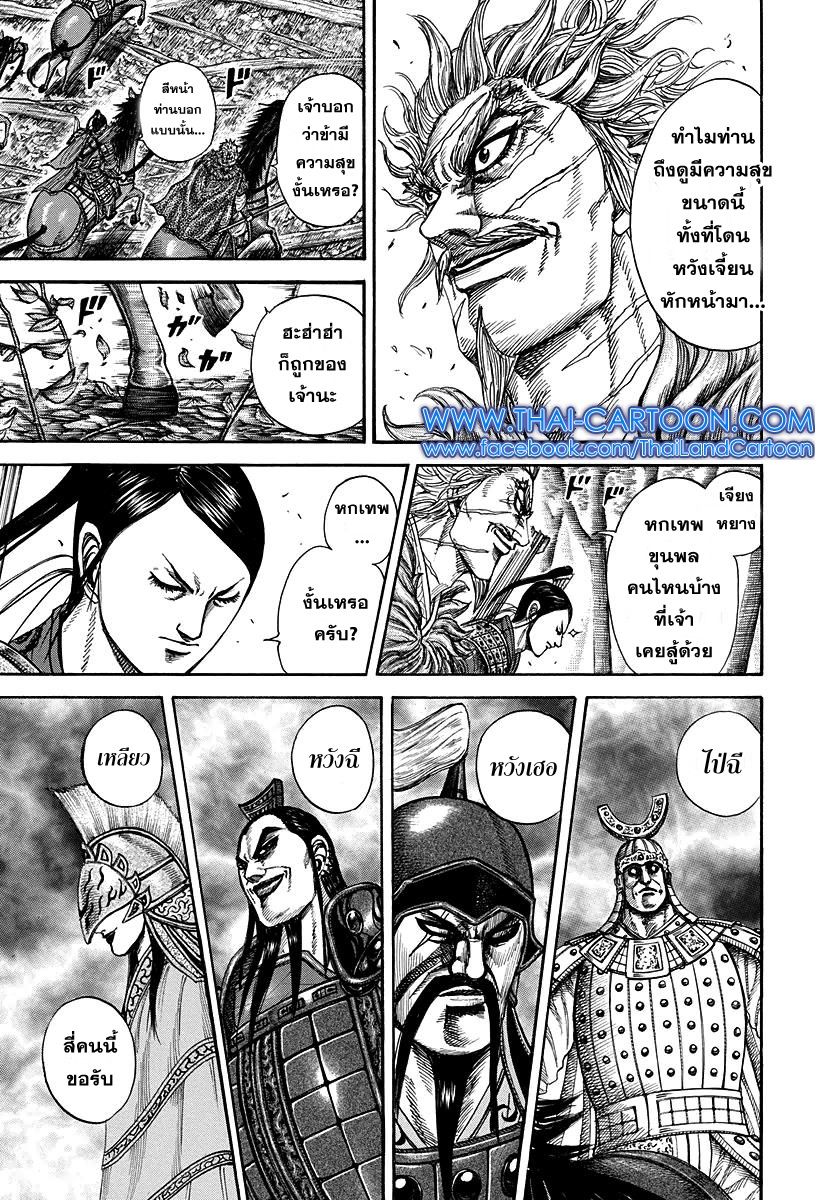 ทำไมท่าน
ถึงดูมีความสุข
ขนาดนี้
ทั้งที่โดน
หวังเจี้ยน
หักหน้ามา...
เจ้าบอก
ว่าข้ามี
ความสุข
งั้นเหรอ?
สีหน้า
ท่านบอก
แบบนั้น...
ドド
ฮะฮ่าฮ่า
ก็ถูกของ
เจ้านะ
ガガッ
WWW.THAI-CARTOON.COM
www.facebook.com/ThaiLandCartoon
เจียง
หยาง
หกเทพ
ขุนพล
คนไหนบ้าง
ที่เจ้า
เคยสู้ด้วย
ドド
หกเทพ
...
งั้นเหรอ
ครับ?
ไป่ฉี
หวังเฮอ
หวังฉี
เหลียว
สี่คนนี้
ขอรับ